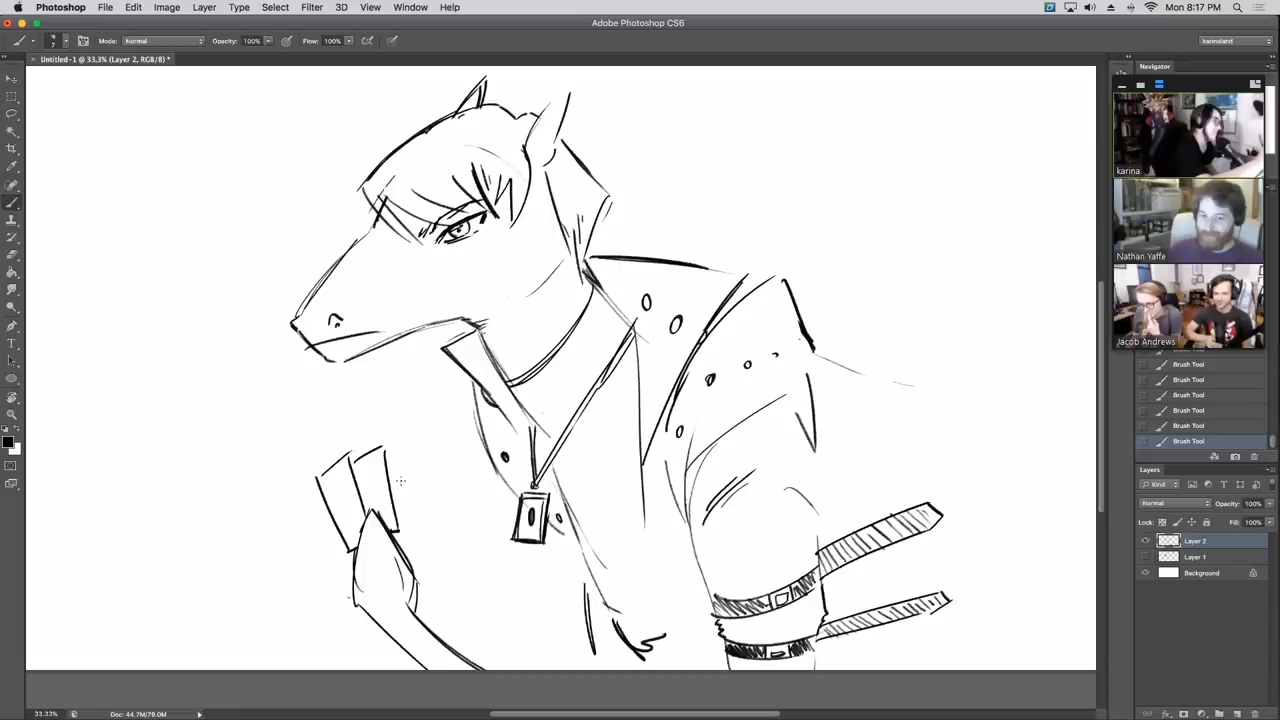 Photoshop File Edit Image Layer Type Select Filter 3D View Window Help Mon 8:17 PM
Adobe Photoshop CS6
7 Mode: Normal Opacity: 100% Flow: 100% karinuland
Untitled-1 @ 33.3% (Layer 2, RGB/8) * Navigator
karina
Nathan Yaffe
Jacob Andrews
Brush Tool
Brush Tool
Brush Tool
Brush Tool
Brush Tool
Brush Tool
Layers
Kind
Normal Opacity: 100%
Lock: Fill: 100%
Layer 2
Layer 1
Background
33.33% Doc: 44.7M/79.0M